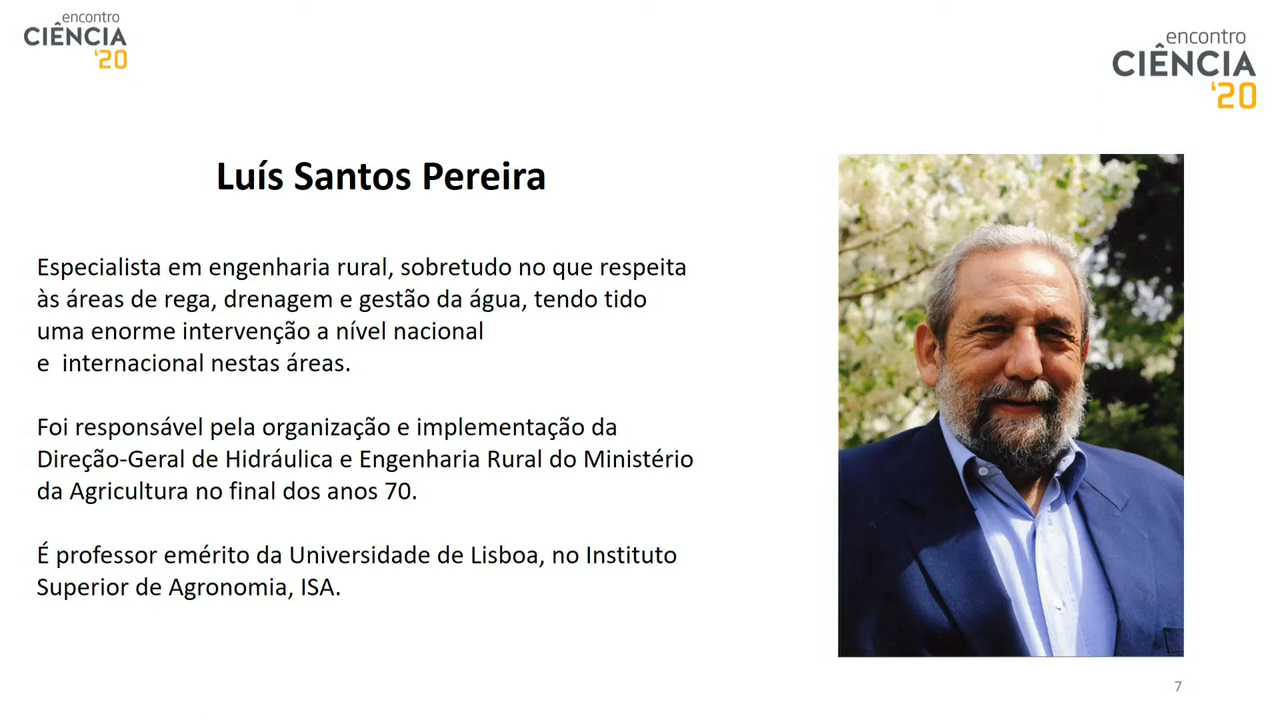 encontro
CIÊNCIA
'20
encontro
CIÊNCIA
'20
Luís Santos Pereira
Especialista em engenharia rural, sobretudo no que respeita
às áreas de rega, drenagem e gestão da água, tendo tido
uma enorme intervenção a nível nacional
e  internacional nestas áreas.
Foi responsável pela organização e implementação da
Direção-Geral de Hidráulica e Engenharia Rural do Ministério
da Agricultura no final dos anos 70.
É professor emérito da Universidade de Lisboa, no Instituto
Superior de Agronomia, ISA.
7